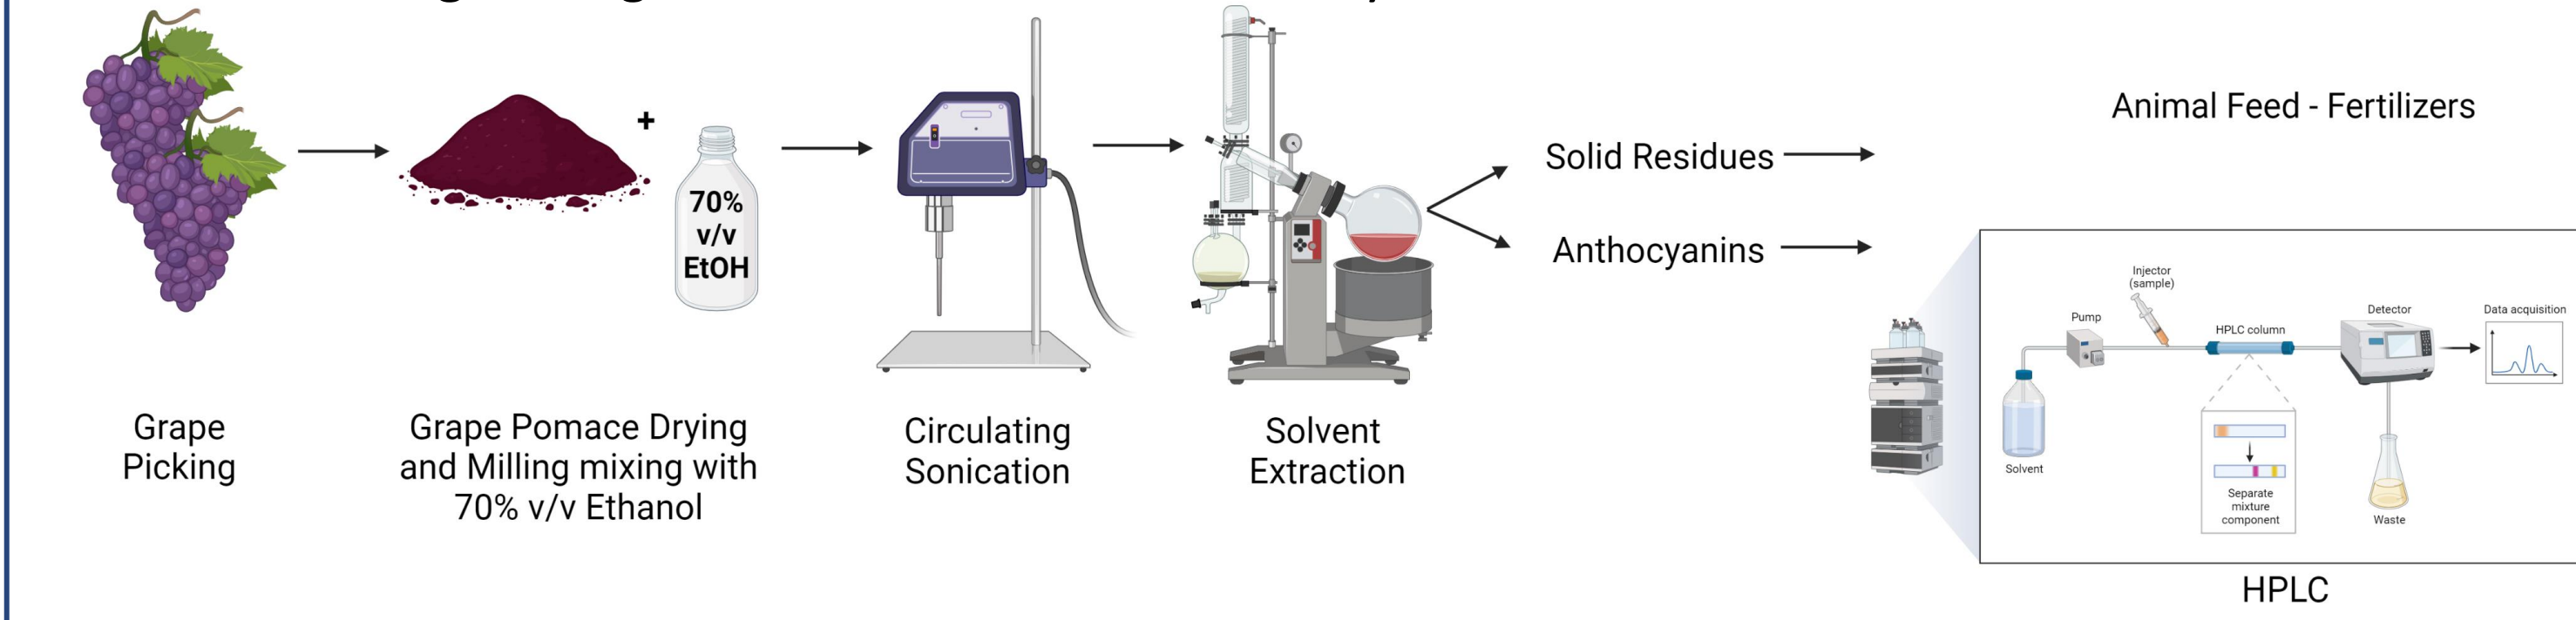 +
70%
v/v
EtOH
Grape
Picking
Grape Pomace Drying
and Milling mixing with
70% v/v Ethanol
Circulating
Sonication
Solvent
Extraction
Solid Residues
Anthocyanins
Animal Feed - Fertilizers
Injector
(sample)
Pump
HPLC column
Detector
Data acquisition
Solvent
Separate
mixture
component
Waste
HPLC